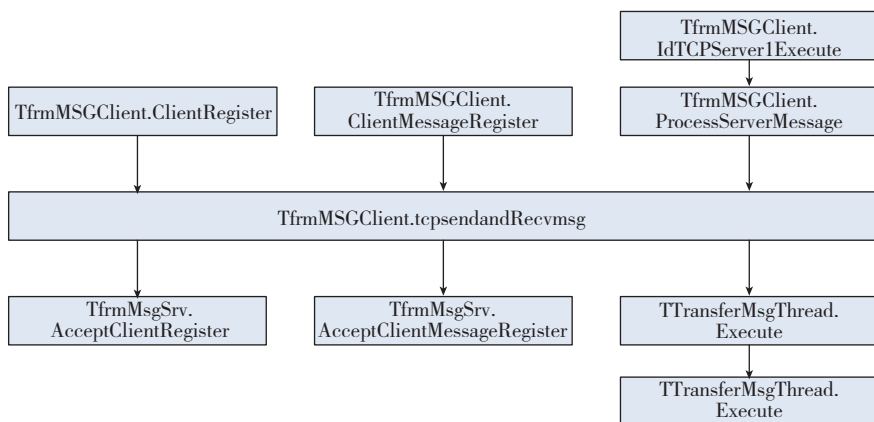 TfrmMSGClient.
IdTCPServer1Execute
TfrmMSGClient.ClientRegister
TfrmMSGClient.
ClientMessageRegister
TfrmMSGClient.
ProcessServerMessage
TfrmMSGClient.tcpsendandRecvmsg
TfrmMsgSrv.
AcceptClientRegister
TfrmMsgSrv.
AcceptClientMessageRegister
TTransferMsgThread.
Execute
TTransferMsgThread.
Execute